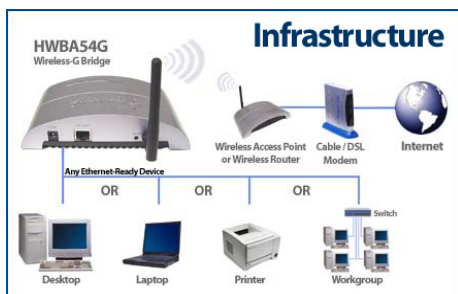 Infrastructure
HWBA54G
Wireless-G Bridge
Wireless Access Point
or Wireless Router
Cable / DSL
Modem
Internet
Any Ethernet-Ready Device
OR
OR
OR
Switch
Desktop
Laptop
Printer
Workgroup